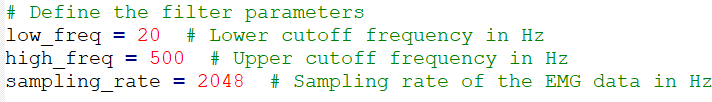 # Define the filter parameters
low_freq = 20  # Lower cutoff frequency in Hz
high_freq = 500  # Upper cutoff frequency in Hz
sampling_rate = 2048  # Sampling rate of the EMG data in Hz